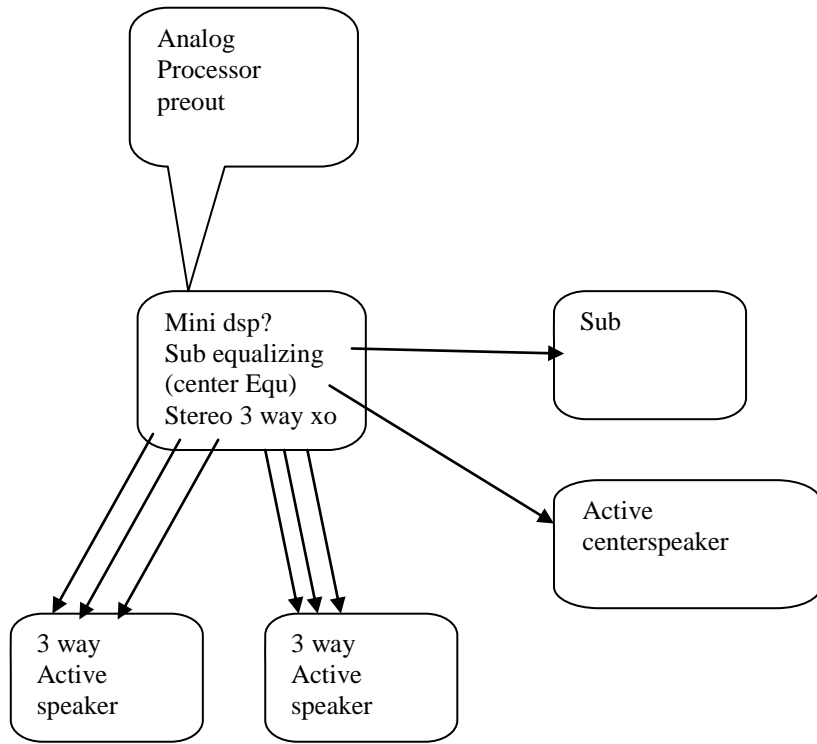 Analog
Processor
preout
Mini dsp?
Sub equalizing
(center Equ)
Stereo 3 way xo
Sub
Active
centerspeaker
3 way
Active
speaker
3 way
Active
speaker